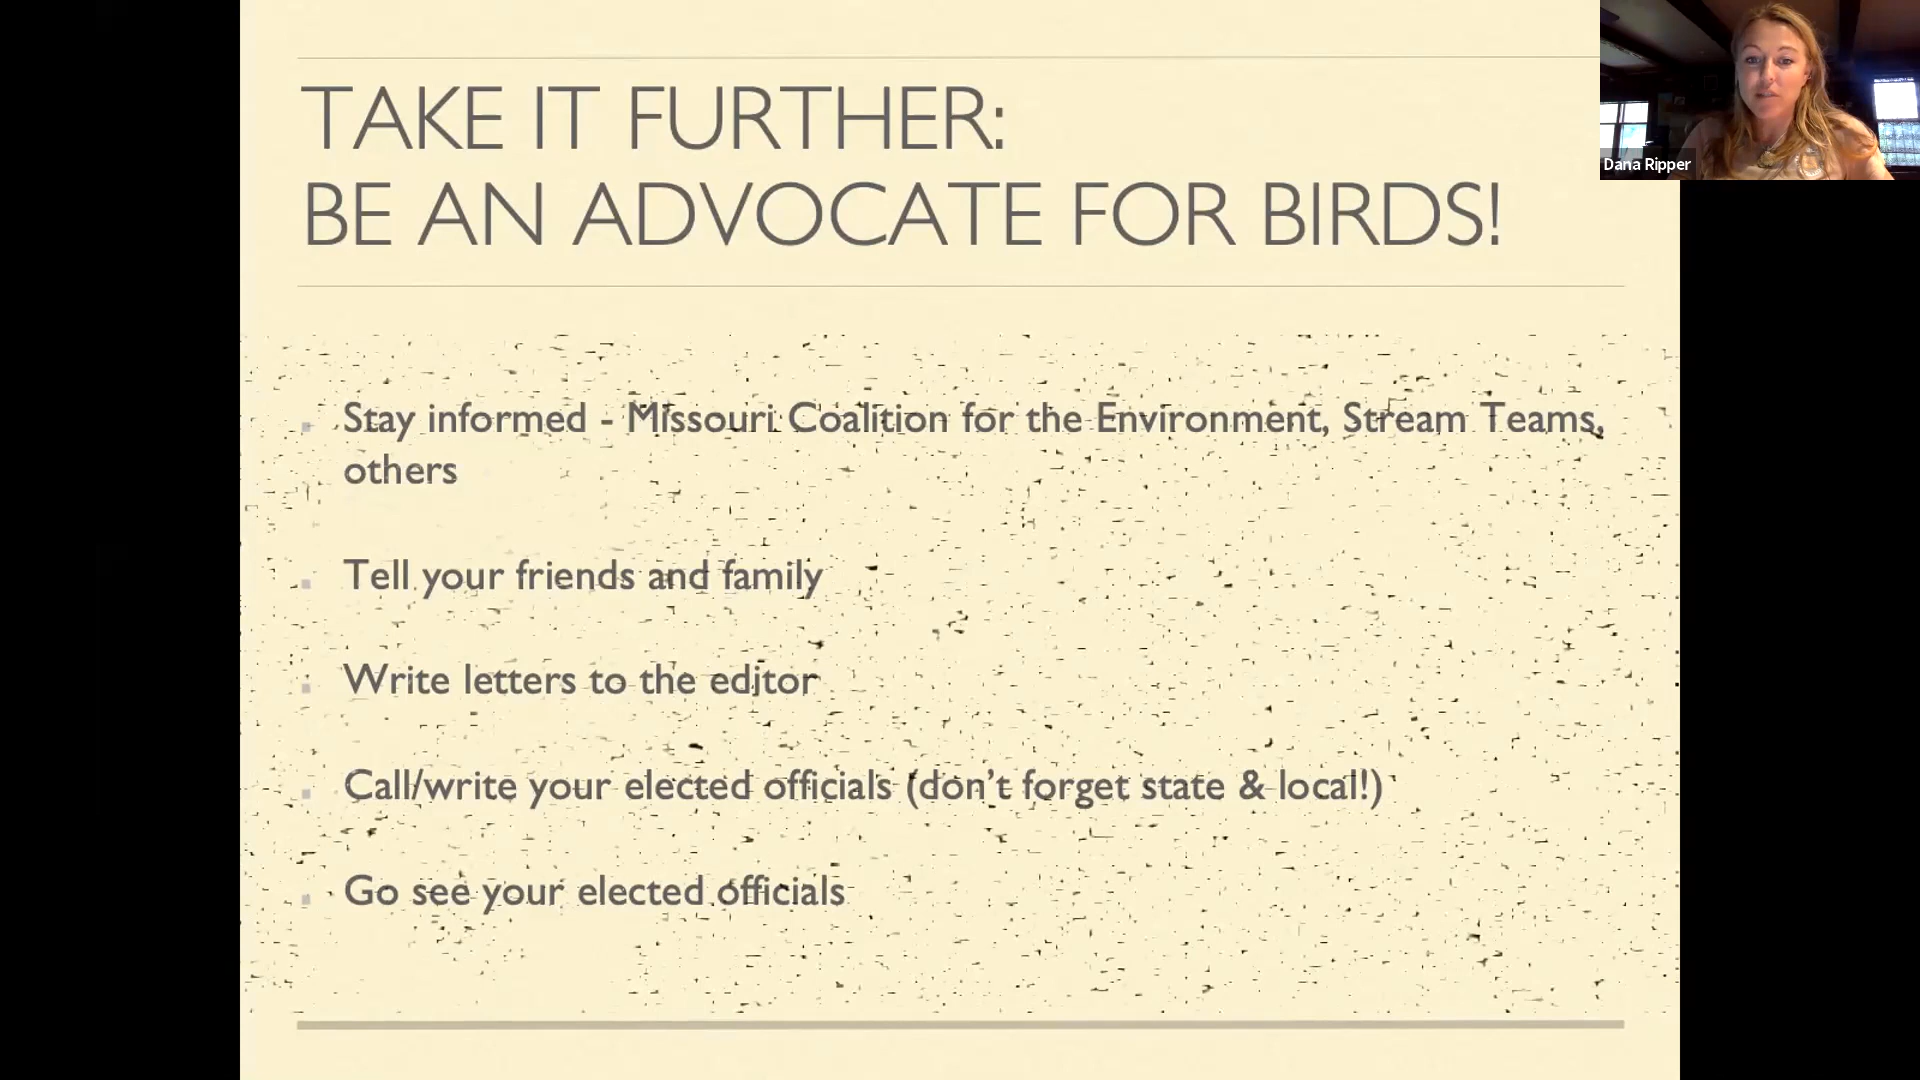 TAKE IT FURTHER:
BE AN ADVOCATE FOR BIRDS!
Dana Ripper
Stay informed - Missouri Coalition for the Environment, Stream Teams,
others
Tell your friends and family
Write letters to the editor
Call/write your elected officials (don't forget state & local!)
Go see your elected officials